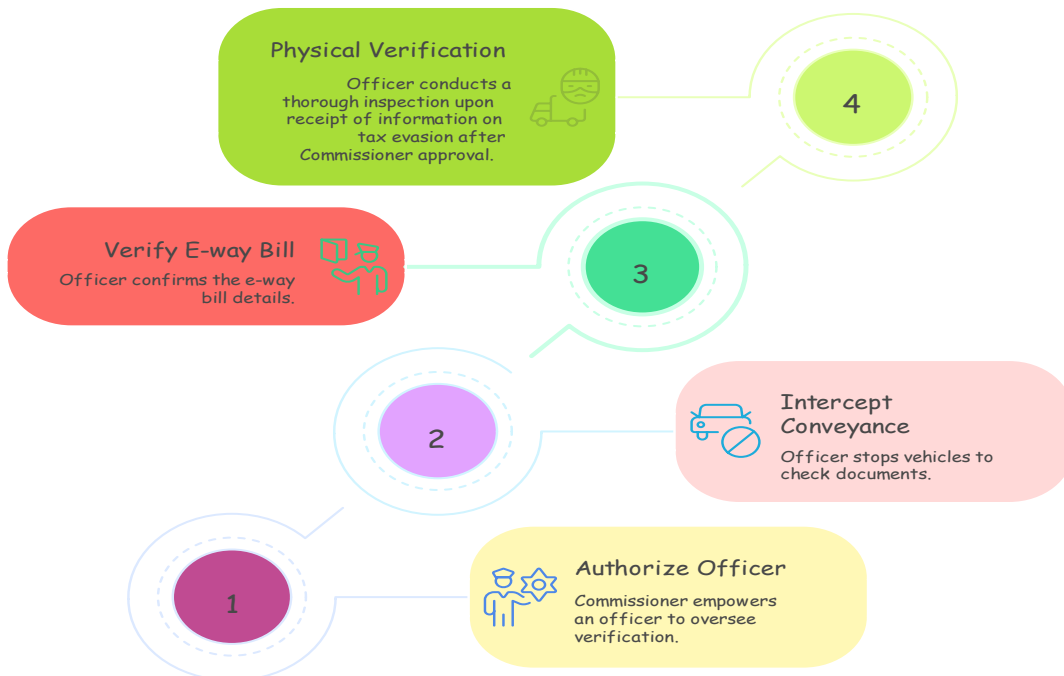 Physical Verification
Officer conducts a
thorough inspection upon
receipt of information on
tax evasion after
Commissioner approval.
4
Verify E-way Bill
Officer confirms the e-way
bill details.
3
2
Intercept
Conveyance
Officer stops vehicles to
check documents.
1
Authorize Officer
Commissioner empowers
an officer to oversee
verification.